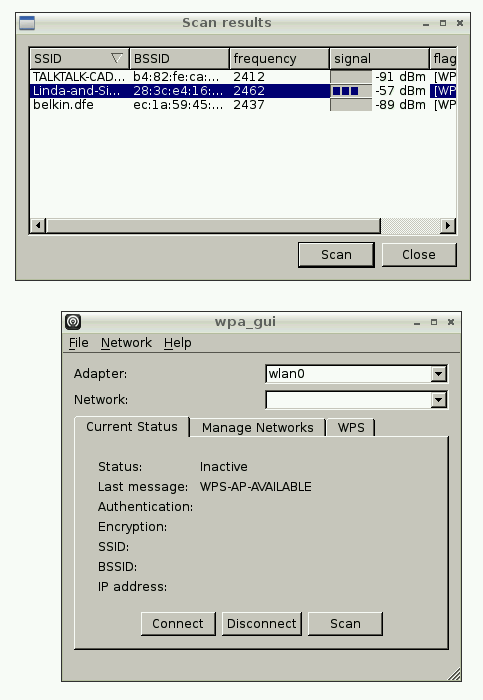 Scan results
SSID BSSID frequency signal flag
TALKTALK-CAD... b4:82:fe:ca:... 2412 -91 dBm [WP
Linda-and-Si... 28:3c:e4:16:... 2462 -57 dBm [WP
belkin.dfe ec:1a:59:45:... 2437 -89 dBm [WP
Scan Close
wpa_gui
File Network Help
Adapter: wlan0
Network:
Current Status Manage Networks WPS
Status: Inactive
Last message: WPS-AP-AVAILABLE
Authentication:
Encryption:
SSID:
BSSID:
IP address:
Connect Disconnect Scan